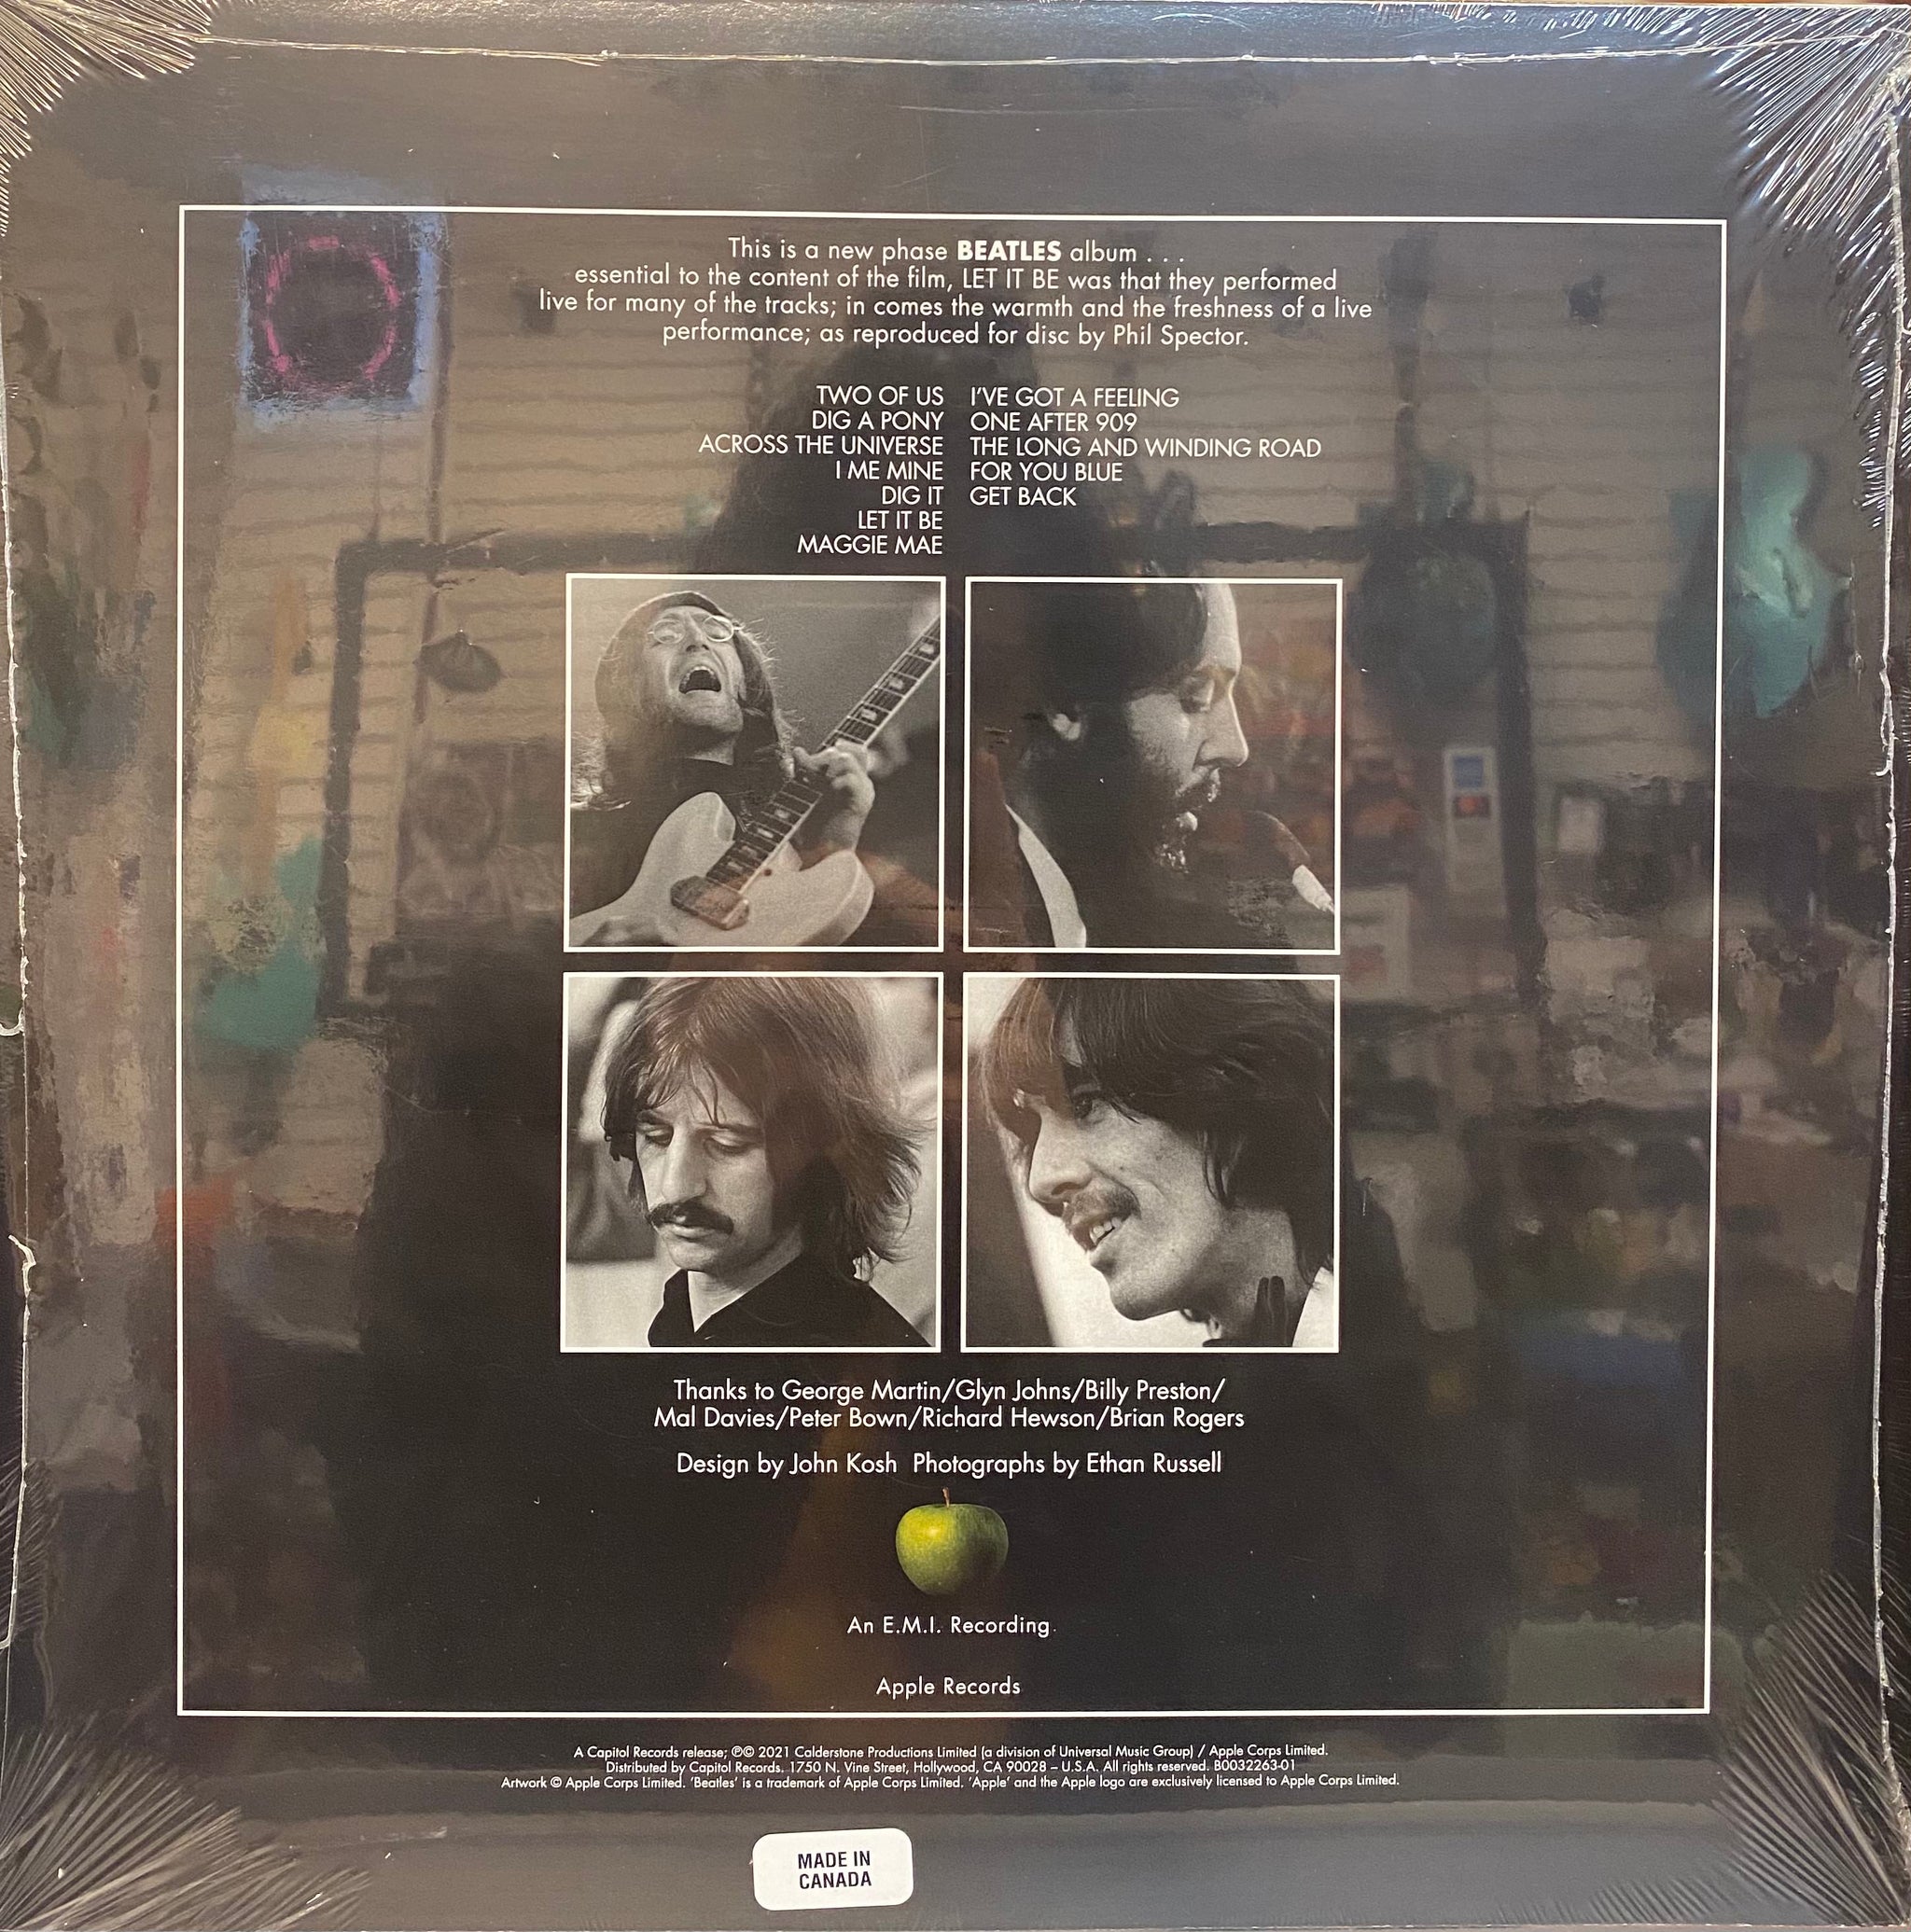 This is a new phase BEATLES album . . .
essential to the content of the film, LET IT BE was that they performed
live for many of the tracks; in comes the warmth and the freshness of a live
performance; as reproduced for disc by Phil Spector.
TWO OF US
DIG A PONY
ACROSS THE UNIVERSE
I ME MINE
DIG IT
LET IT BE
MAGGIE MAE
I'VE GOT A FEELING
ONE AFTER 909
THE LONG AND WINDING ROAD
FOR YOU BLUE
GET BACK
Thanks to George Martin/Glyn Johns/Billy Preston/
Mal Davies/Peter Bown/Richard Hewson/Brian Rogers
Design by John Kosh Photographs by Ethan Russell
An E.M.I. Recording.
Apple Records
A Capitol Records release; ℗© 2021 Calderstone Productions Limited (a division of Universal Music Group) / Apple Corps Limited.
Distributed by Capitol Records. 1750 N. Vine Street, Hollywood, CA 90028 – U.S.A. All rights reserved. B0032263-01
Artwork © Apple Corps Limited. 'Beatles' is a trademark of Apple Corps Limited. 'Apple' and the Apple logo are exclusively licensed to Apple Corps Limited.
MADE IN
CANADA